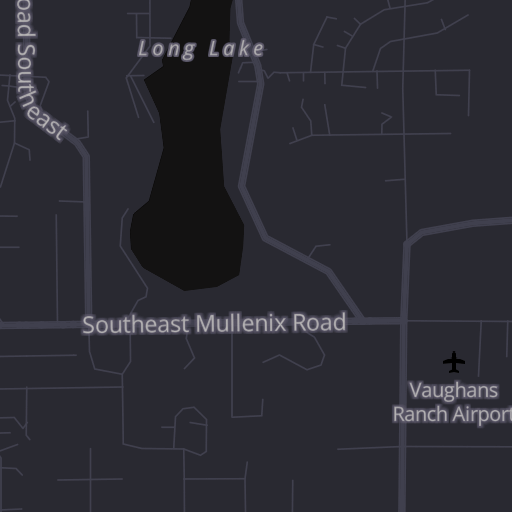 oad Southeast
Long Lake
Southeast Mullenix Road
Vaughans
Ranch Airport